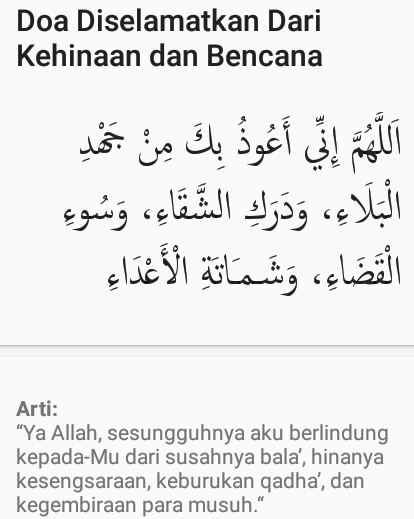 Doa Diselamatkan Dari
Kehinaan dan Bencana
اَللَّهُمَّ إِنِّي أَعُوذُ بِكَ مِنْ جَهْدِ
الْبَلَاءِ، وَدَرَكِ الشَّقَاءِ، وَسُوءِ
الْقَضَاءِ، وَشَمَاتَةِ الْأَعْدَاءِ
Arti:
“Ya Allah, sesungguhnya aku berlindung
kepada-Mu dari susahnya bala’, hinanya
kesengsaraan, keburukan qadha’, dan
kegembiraan para musuh.“